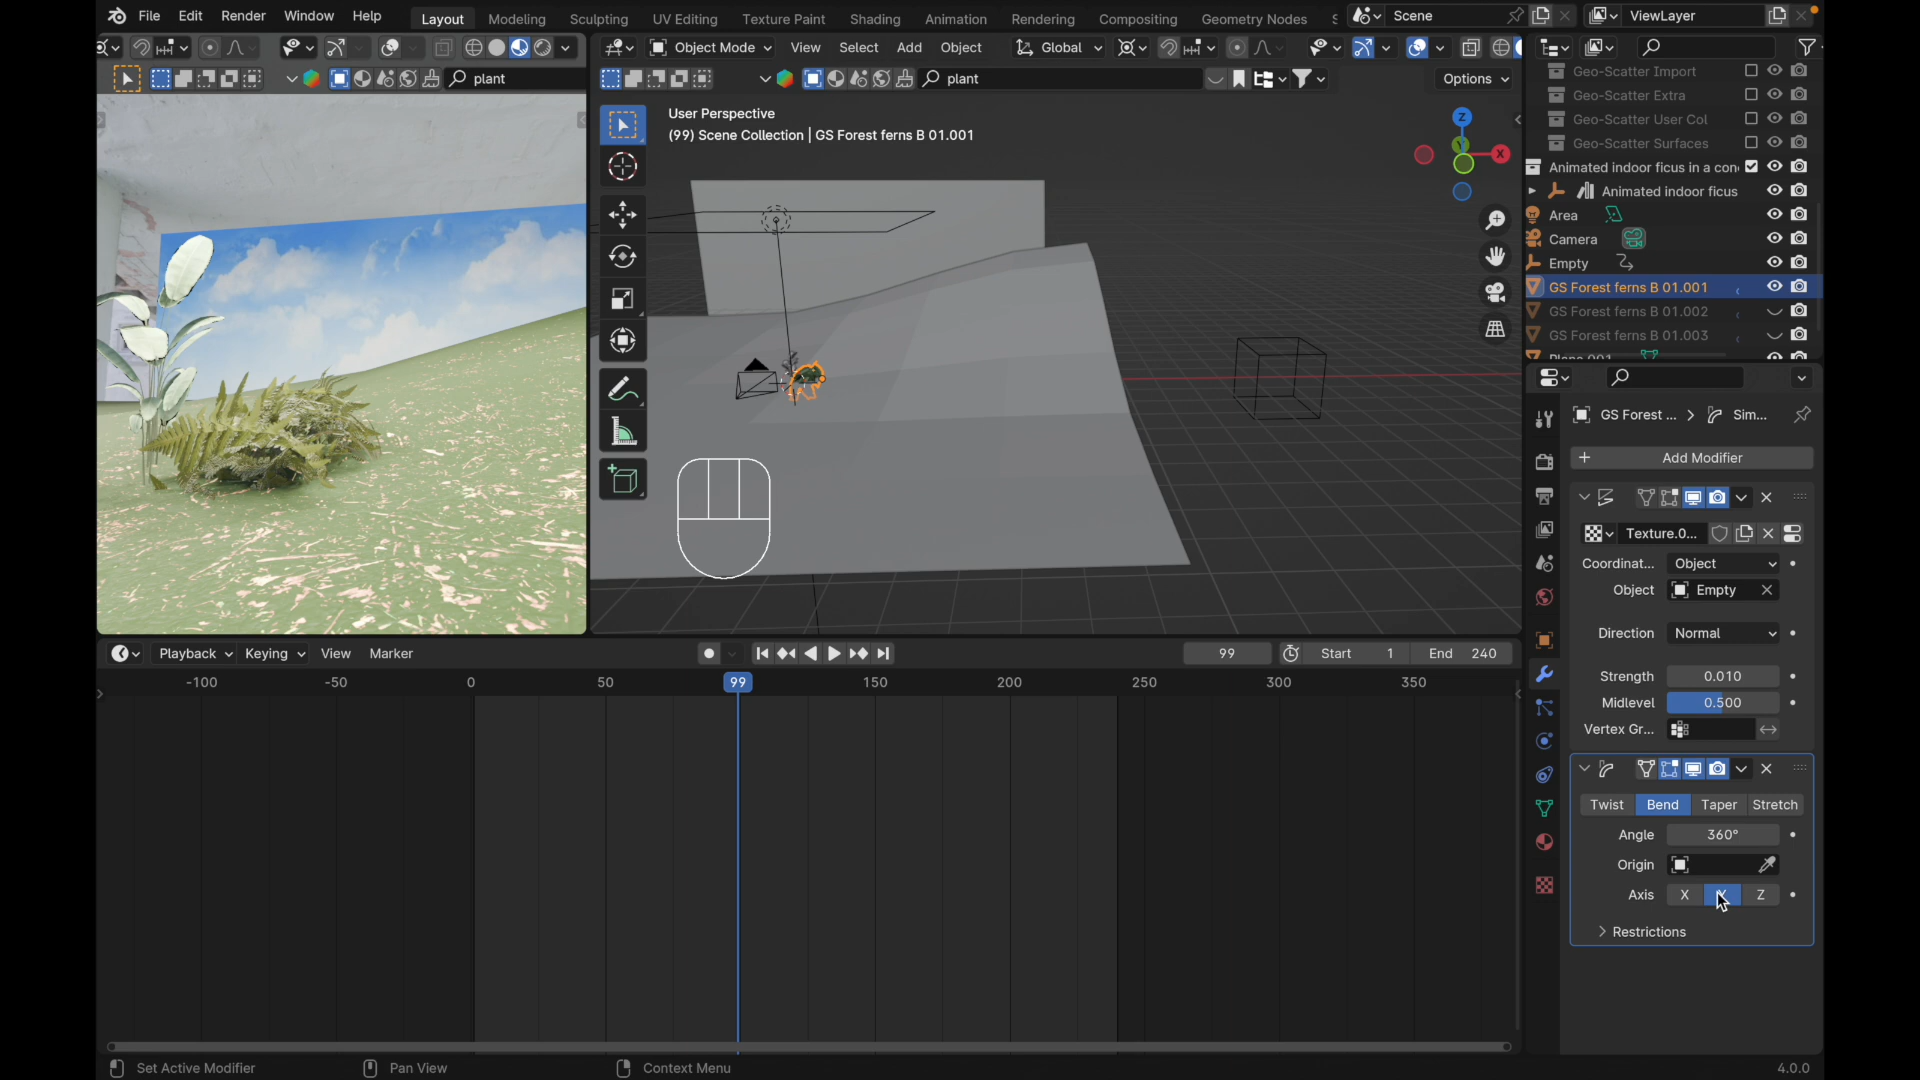 File Edit Render Window Help
Layout Modeling Sculpting UV Editing Texture Paint Shading Animation Rendering Compositing Geometry Nodes
Scene
ViewLayer
Object Mode View Select Add Object Global
plant
plant
Options
User Perspective
(99) Scene Collection | GS Forest ferns B 01.001
Z
X
Geo-Scatter Import
Geo-Scatter Extra
Geo-Scatter User Col
Geo-Scatter Surfaces
Animated indoor ficus in a con
Animated indoor ficus
Area
Camera
Empty
GS Forest ferns B 01.001
GS Forest ferns B 01.002
GS Forest ferns B 01.003
Plane.001
GS Forest ... Sim...
Add Modifier
Texture.0...
Coordinat... Object
Object Empty
Direction Normal
Strength 0.010
Midlevel 0.500
Vertex Gr...
Twist Bend Taper Stretch
Angle 360°
Origin
Axis X Y Z
Restrictions
Playback Keying View Marker
99 Start 1 End 240
-100 -50 0 50 99 150 200 250 300 350
Set Active Modifier Pan View Context Menu 4.0.0